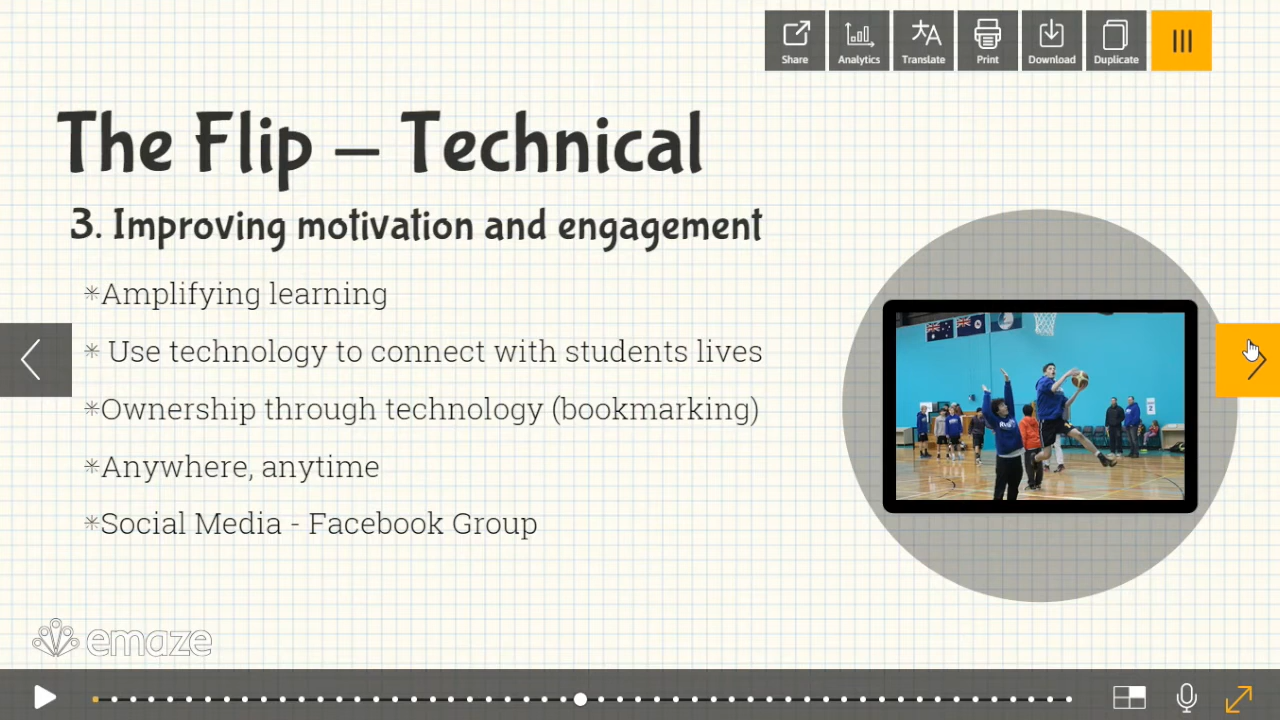 Share
Analytics
Translate
Print
Download
Duplicate
The Flip – Technical
3. Improving motivation and engagement
✳Amplifying learning
✳ Use technology to connect with students lives
✳Ownership through technology (bookmarking)
✳Anywhere, anytime
✳Social Media - Facebook Group
emaze